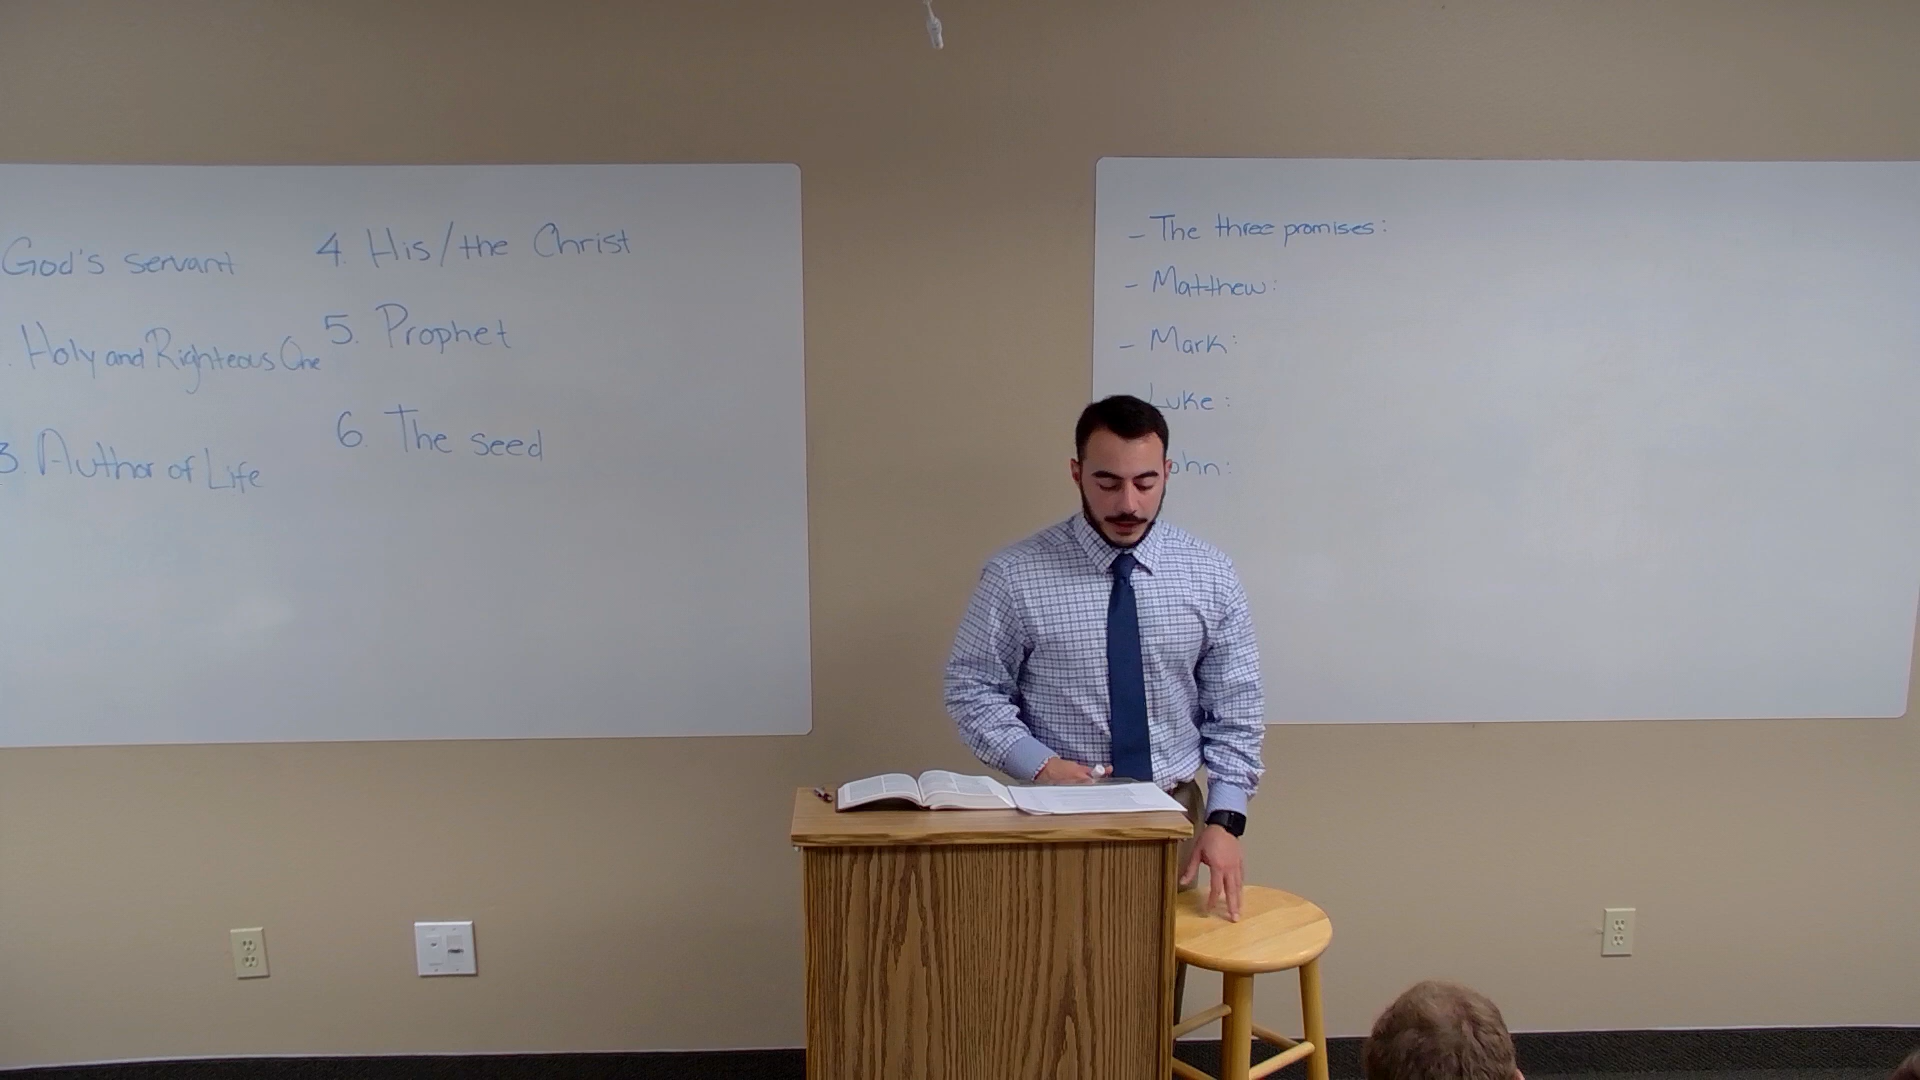 God's servant
. Holy and Righteous One
3. Author of Life
4. His/the Christ
5. Prophet
6. The seed
- The three promises:
- Matthew:
- Mark:
Luke:
ohn: